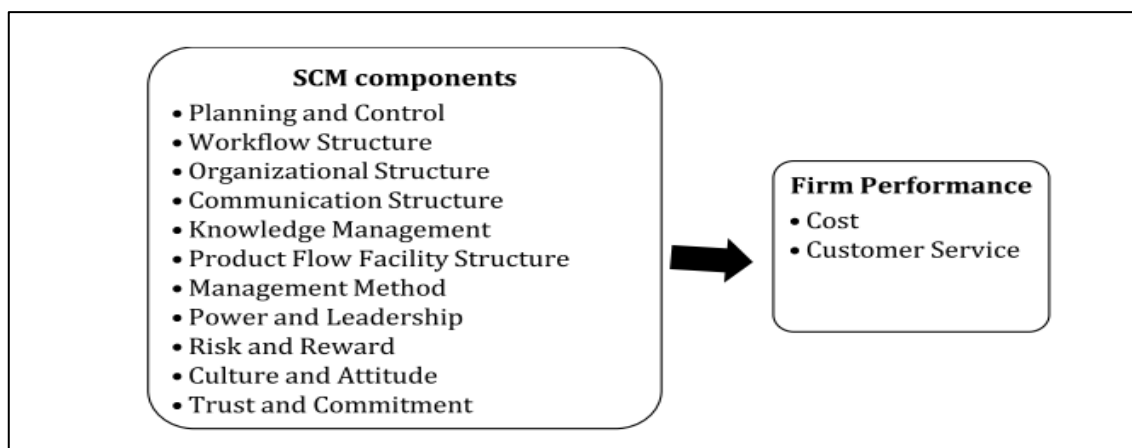 SCM components
• Planning and Control
• Workflow Structure
• Organizational Structure
• Communication Structure
• Knowledge Management
• Product Flow Facility Structure
• Management Method
• Power and Leadership
• Risk and Reward
• Culture and Attitude
• Trust and Commitment
Firm Performance
• Cost
• Customer Service